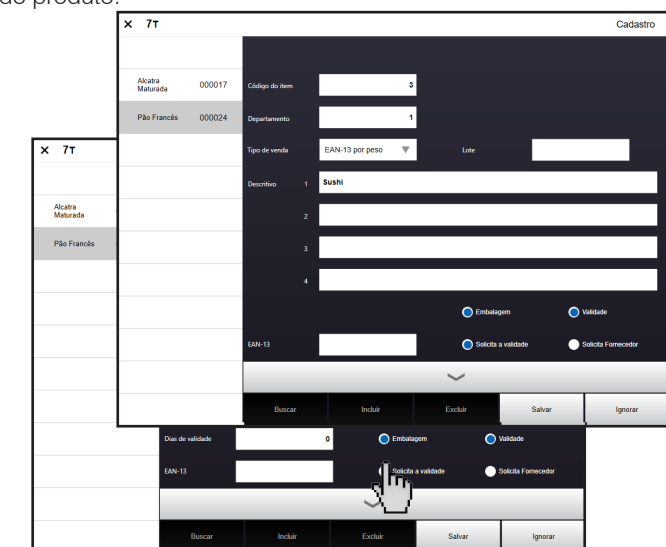 do produto.
× 7т Cadastro
Alcatra Maturada 000017 Código do item 3
Pão Francês 000024 Departamento 1
Tipo de venda EAN-13 por peso Lote
Descritivo 1 Sushi
2
3
4
Embalagem Validade
EAN-13 Solicita a validade Solicita Fornecedor
Buscar Incluir Excluir Salvar Ignorar
× 7т
Alcatra
Maturada
Pão Francês
Dias de validade 0 Embalagem Validade
EAN-13 Solicita a validade Solicita Fornecedor
Buscar Incluir Excluir Salvar Ignorar